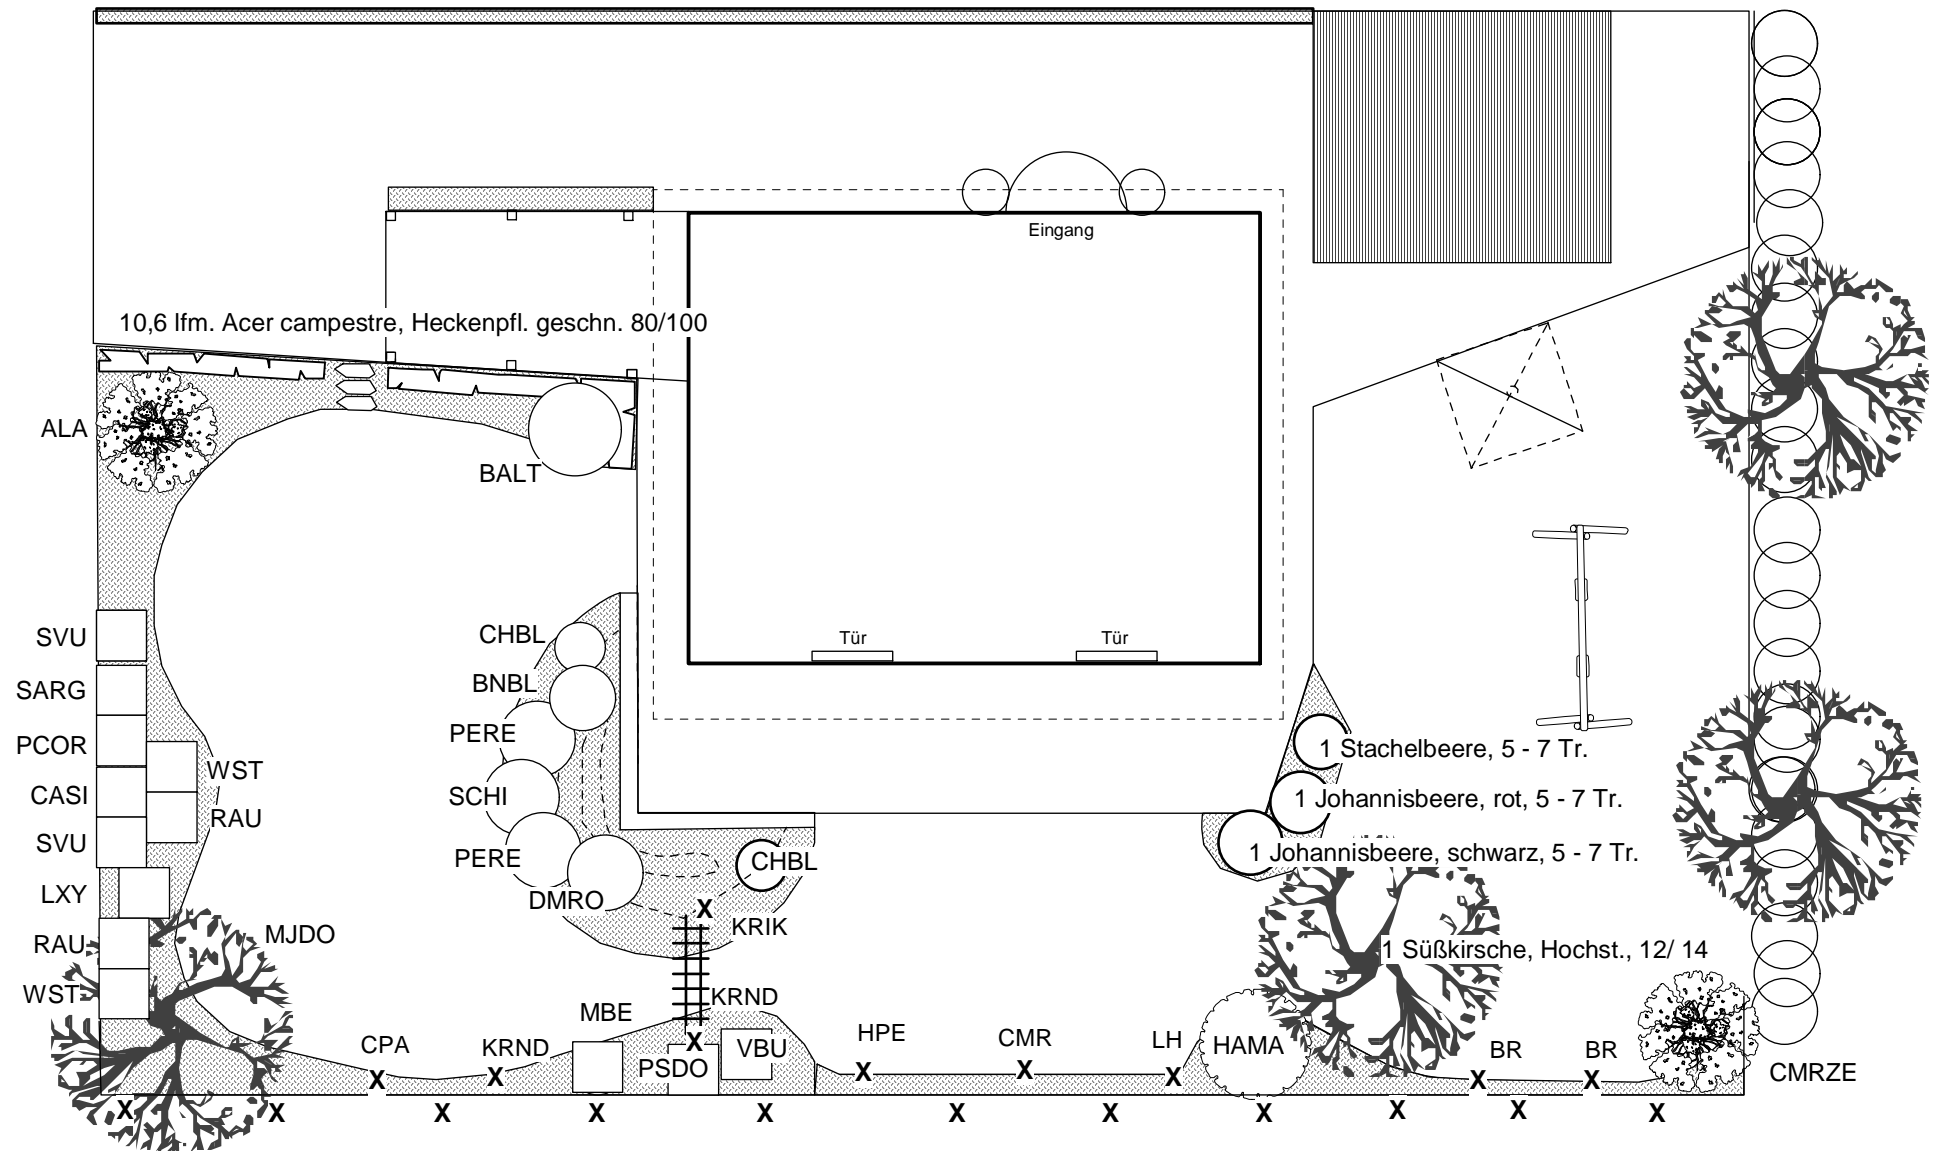 Eingang
10,6 lfm. Acer campestre, Heckenpfl. geschn. 80/100
ALA
BALT
SVU
CHBL
Tür
Tür
SARG
BNBL
PCOR
PERE
1 Stachelbeere, 5 - 7 Tr.
WST
CASI
SCHI
1 Johannisbeere, rot, 5 - 7 Tr.
RAU
SVU
PERE
CHBL
1 Johannisbeere, schwarz, 5 - 7 Tr.
LXY
DMRO
X
KRIK
RAU
MJDO
1 Süßkirsche, Hochst., 12/ 14
WST
KRND
MBE
CPA
KRND
X
PSDO
VBU
HPE
CMR
LH
HAMA
BR
BR
CMRZE
X X X X X X X
X X X X X X X X X X X